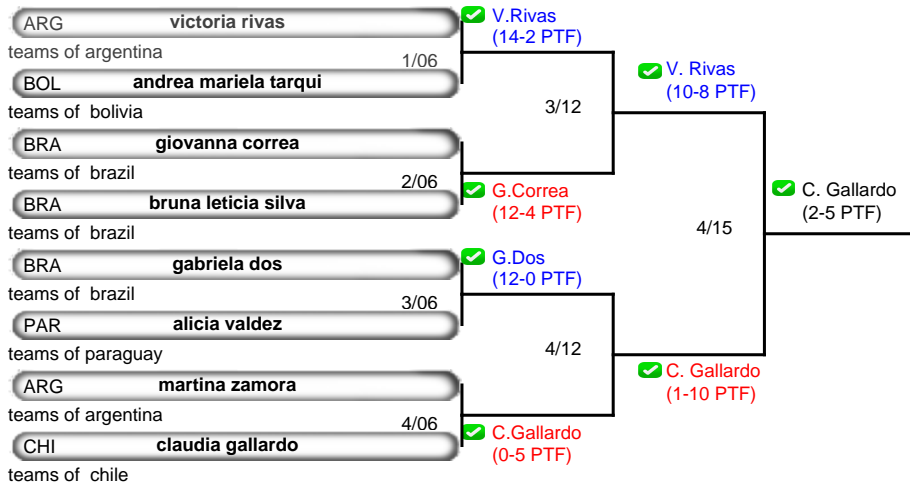 ARG victoria rivas
teams of argentina
1/06
BOL andrea mariela tarqui
teams of bolivia
BRA giovanna correa
teams of brazil
2/06
BRA bruna leticia silva
teams of brazil
BRA gabriela dos
teams of brazil
3/06
PAR alicia valdez
teams of paraguay
ARG martina zamora
teams of argentina
4/06
CHI claudia gallardo
teams of chile
V.Rivas
(14-2 PTF)
3/12
G.Correa
(12-4 PTF)
G.Dos
(12-0 PTF)
4/12
C.Gallardo
(0-5 PTF)
V. Rivas
(10-8 PTF)
4/15
C. Gallardo
(1-10 PTF)
C. Gallardo
(2-5 PTF)